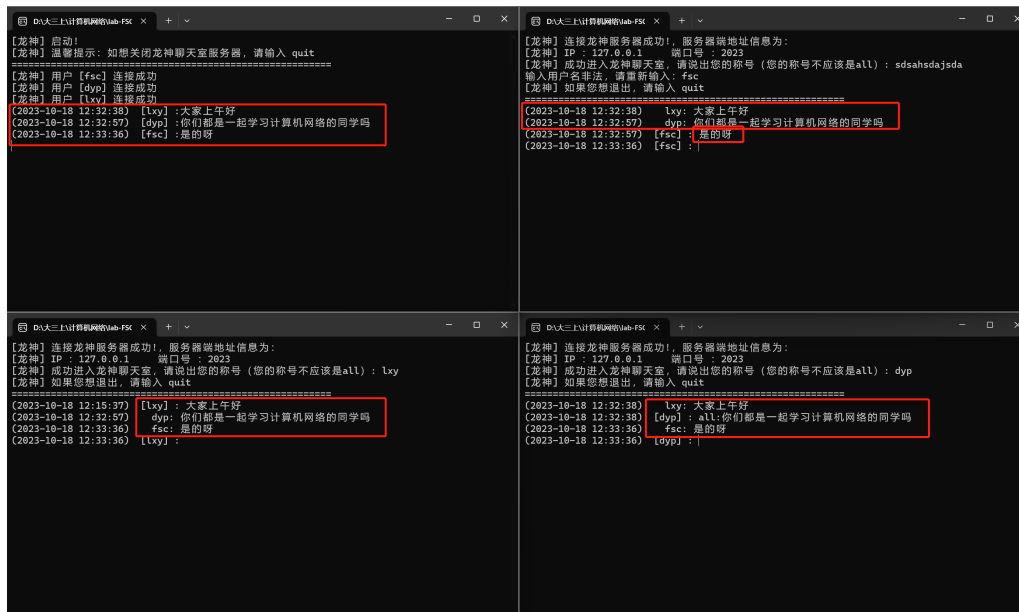 D:\大三上\计算机网络\lab-FSC
[龙神] 启动!
[龙神] 温馨提示: 如想关闭龙神聊天室服务器, 请输入 quit
=======================================================
[龙神] 用户 [fsc] 连接成功
[龙神] 用户 [dyp] 连接成功
[龙神] 用户 [lxy] 连接成功
(2023-10-18 12:32:38) [lxy] :大家上午好
(2023-10-18 12:32:57) [dyp] :你们都是一起学习计算机网络的同学吗
(2023-10-18 12:33:36) [fsc] :是的呀
D:\大三上\计算机网络\lab-FSC
[龙神] 连接龙神服务器成功!, 服务器端地址信息为:
[龙神] IP : 127.0.0.1 端口号 : 2023
[龙神] 成功进入龙神聊天室, 请说出您的称号 (您的称号不应该是all) : sdsahsdajsda
输入用户名非法, 请重新输入: fsc
[龙神] 如果您想退出, 请输入 quit
=======================================================
(2023-10-18 12:32:38) lxy: 大家上午好
(2023-10-18 12:32:57) dyp: 你们都是一起学习计算机网络的同学吗
(2023-10-18 12:32:57) [fsc] : 是的呀
(2023-10-18 12:33:36) [fsc] :
D:\大三上\计算机网络\lab-FSC
[龙神] 连接龙神服务器成功!, 服务器端地址信息为:
[龙神] IP : 127.0.0.1 端口号 : 2023
[龙神] 成功进入龙神聊天室, 请说出您的称号 (您的称号不应该是all) : lxy
[龙神] 如果您想退出, 请输入 quit
=======================================================
(2023-10-18 12:15:37) [lxy] : 大家上午好
(2023-10-18 12:32:57) dyp: 你们都是一起学习计算机网络的同学吗
(2023-10-18 12:33:36) fsc: 是的呀
(2023-10-18 12:33:36) [lxy] :
D:\大三上\计算机网络\lab-FSC
[龙神] 连接龙神服务器成功!, 服务器端地址信息为:
[龙神] IP : 127.0.0.1 端口号 : 2023
[龙神] 成功进入龙神聊天室, 请说出您的称号 (您的称号不应该是all) : dyp
[龙神] 如果您想退出, 请输入 quit
=======================================================
(2023-10-18 12:32:38) lxy: 大家上午好
(2023-10-18 12:32:38) [dyp] : all:你们都是一起学习计算机网络的同学吗
(2023-10-18 12:33:36) fsc: 是的呀
(2023-10-18 12:33:36) [dyp] :